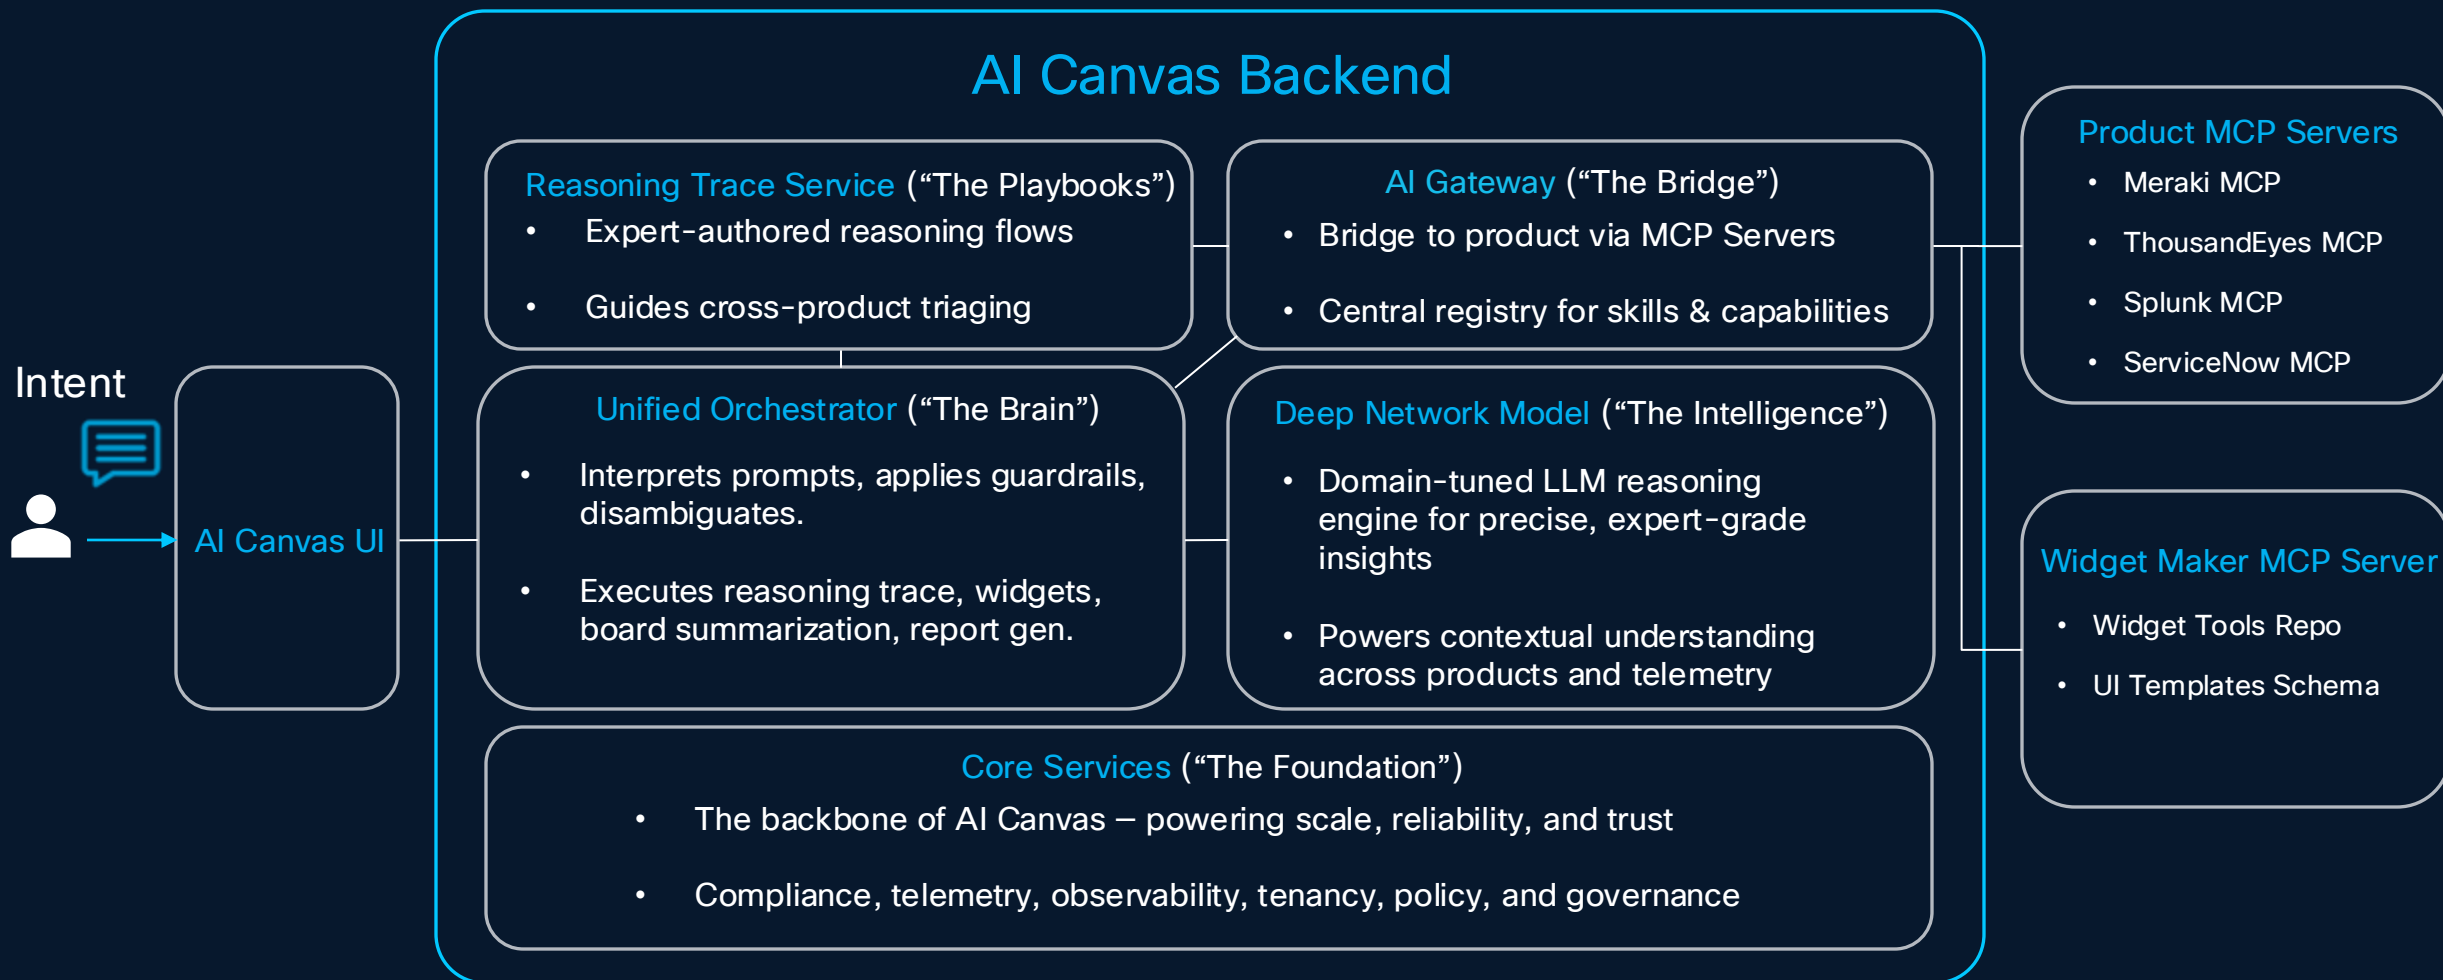 AI Canvas Backend
Reasoning Trace Service (“The Playbooks”)
• Expert-authored reasoning flows
• Guides cross-product triaging
AI Gateway (“The Bridge”)
• Bridge to product via MCP Servers
• Central registry for skills & capabilities
Product MCP Servers
• Meraki MCP
• ThousandEyes MCP
• Splunk MCP
• ServiceNow MCP
Intent
AI Canvas UI
Unified Orchestrator (“The Brain”)
• Interprets prompts, applies guardrails,
disambiguates.
• Executes reasoning trace, widgets,
board summarization, report gen.
Deep Network Model (“The Intelligence”)
• Domain-tuned LLM reasoning
engine for precise, expert-grade
insights
• Powers contextual understanding
across products and telemetry
Widget Maker MCP Server
• Widget Tools Repo
• UI Templates Schema
Core Services (“The Foundation”)
• The backbone of AI Canvas – powering scale, reliability, and trust
• Compliance, telemetry, observability, tenancy, policy, and governance